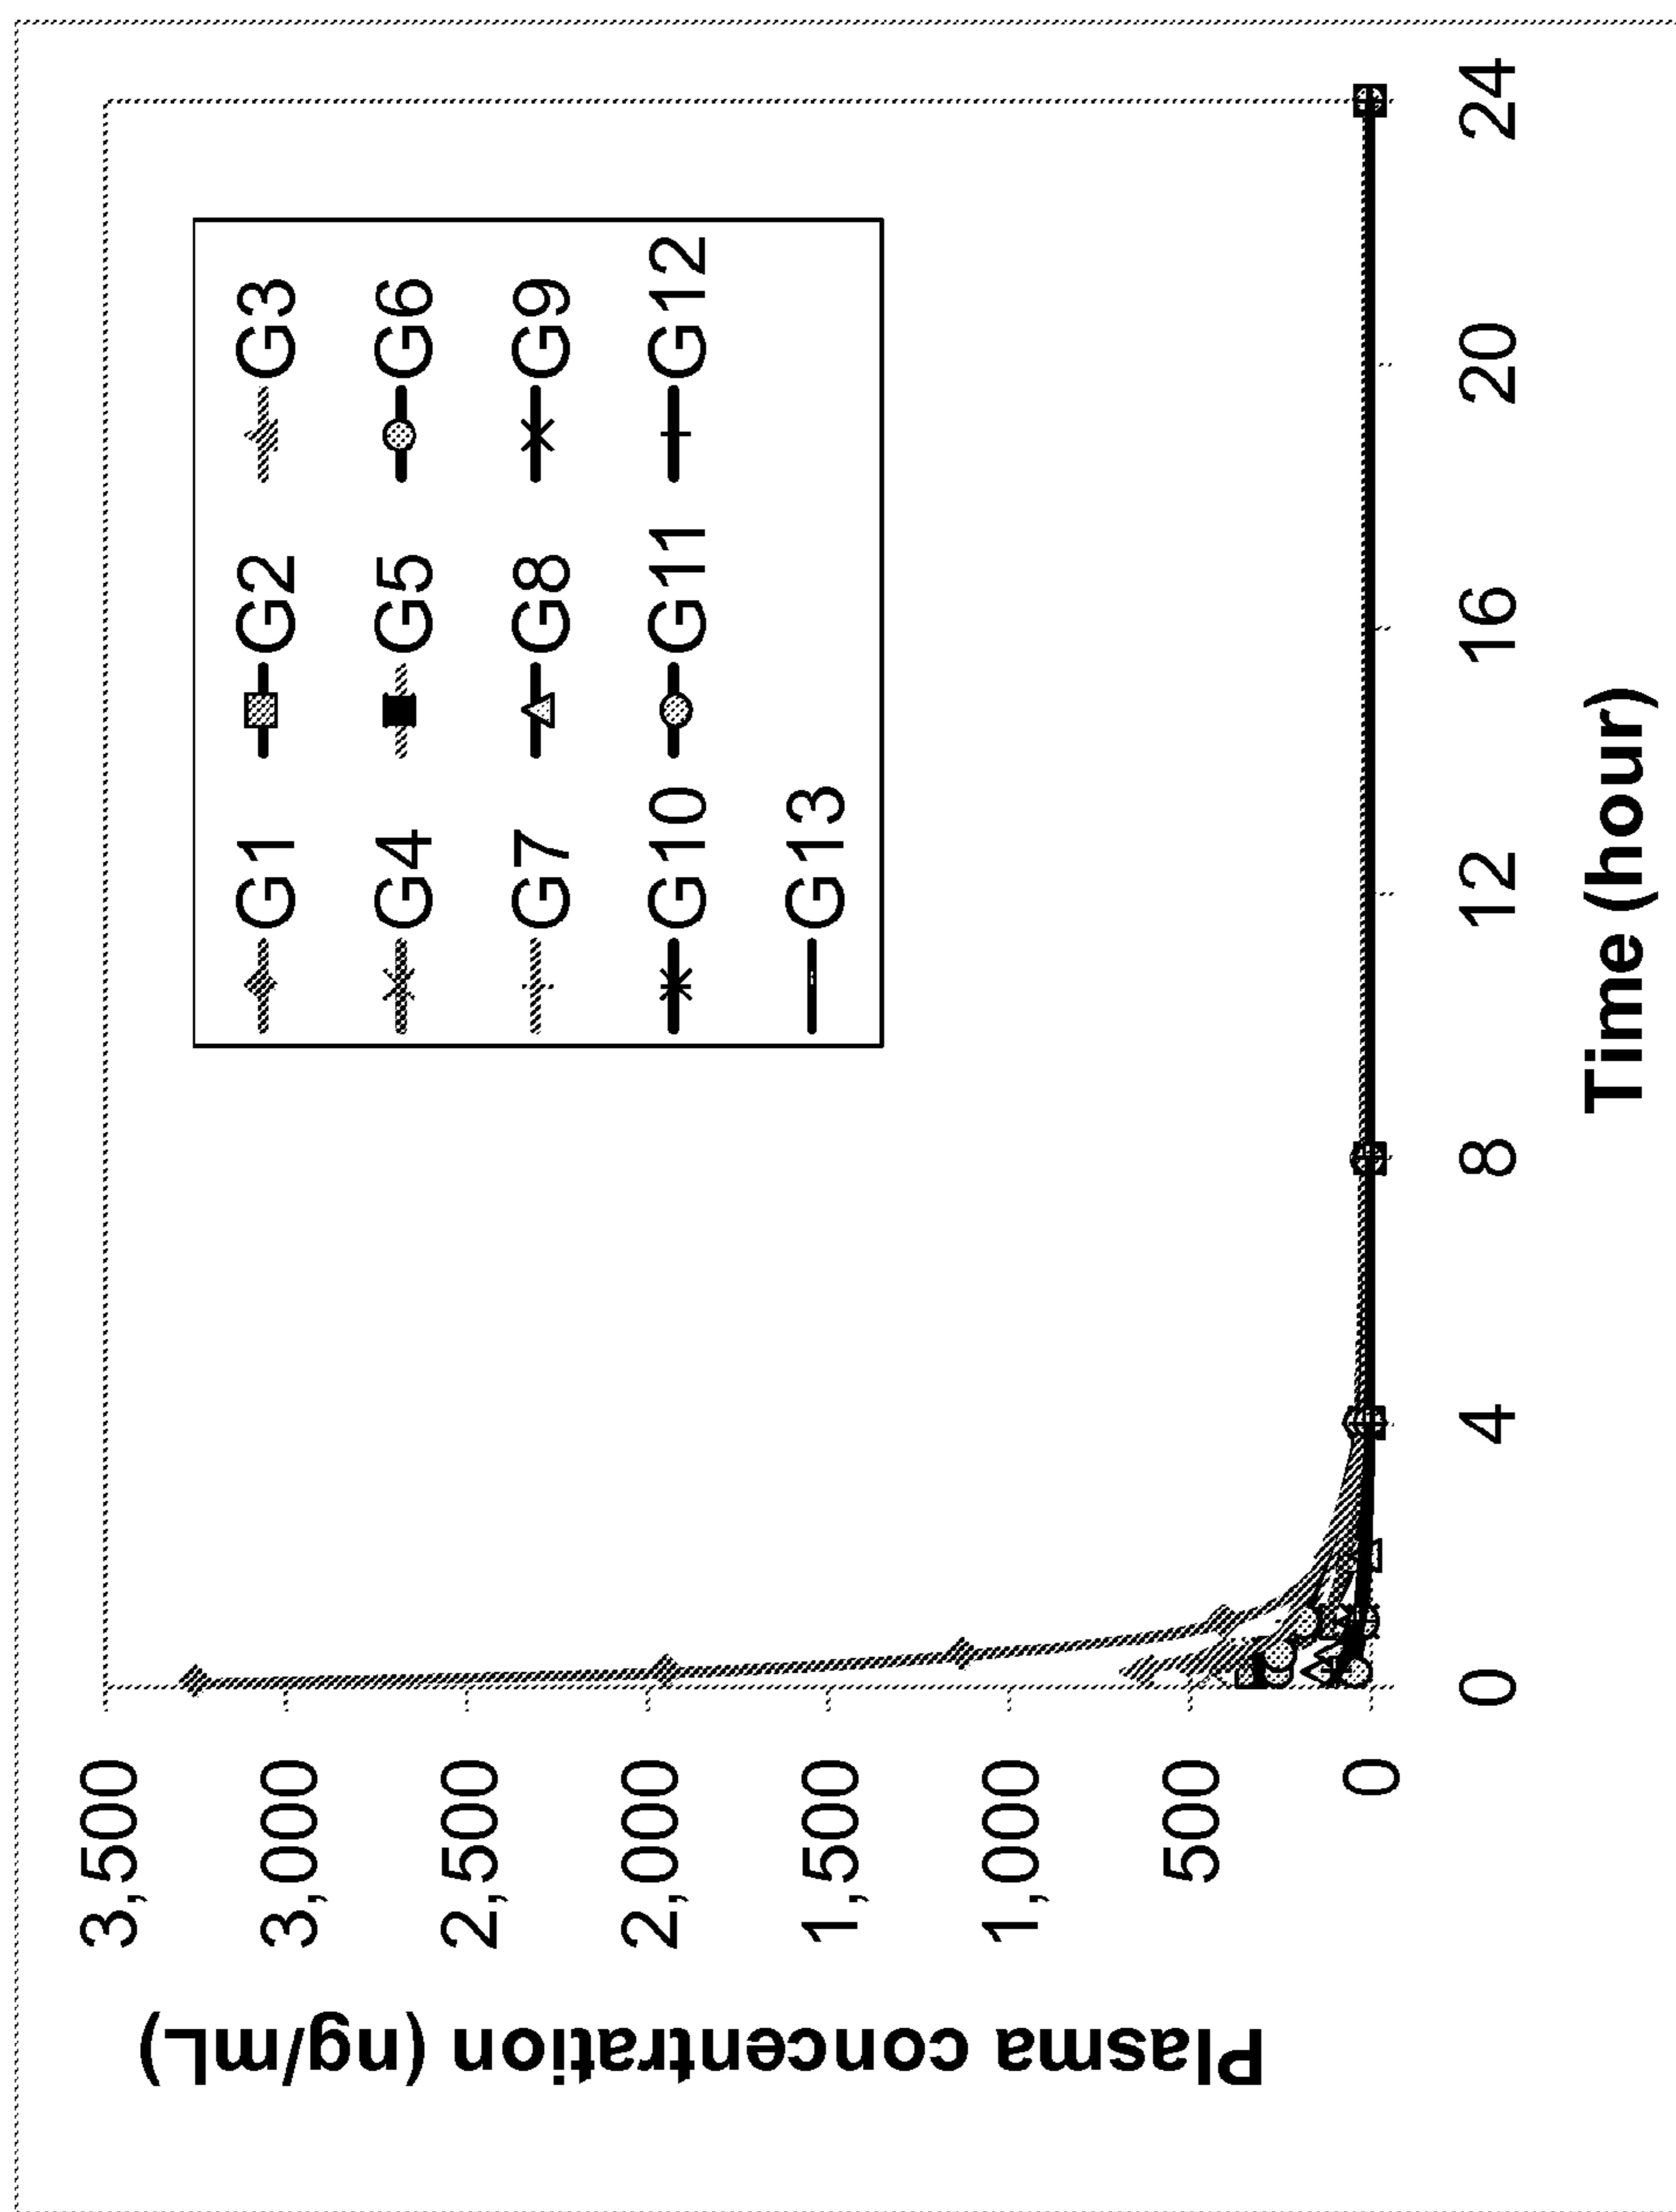 Plasma concentration (ng/mL)
3,500
3,000
2,500
2,000
1,500
1,000
500
0
G1 G2 G3
G4 G5 G6
G7 G8 G9
G10 G11 G12
G13
0 4 8 12 16 20 24
Time (hour)